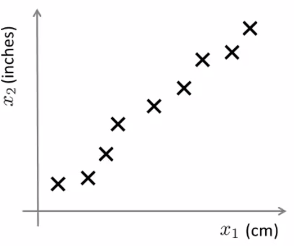 x₂ (inches)
x₁ (cm)